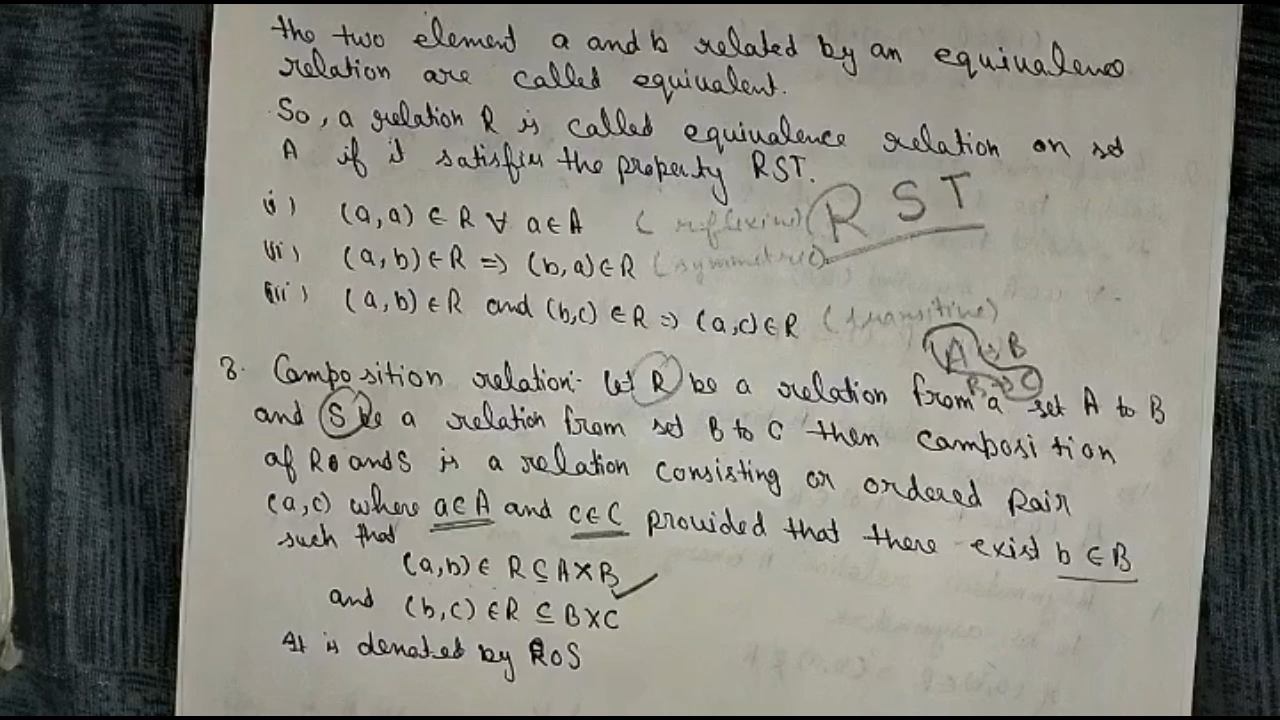 the two element a and b related by an equivalence
relation are called equivalent.
So, a relation R is called equivalence relation on set
A if it satisfies the property RST.
i) (a,a) ∈ R ∀ a∈A (reflexive) R S T
(ii) (a,b)∈R => (b,a)∈R (symmetric)
(iii) (a,b)∈R and (b,c) ∈R => (a,c)∈R (transitive)
A B
R C
8. Composition relation:- let R be a relation from a set A to B
and S be a relation from set B to C then composition
of R and S is a relation consisting or ordered pair
(a,c) where a∈A and c∈C provided that there exist b ∈ B
such that
(a,b)∈ R⊆A×B
and (b,c) ∈R ⊆ B×C
It is denoted by RoS